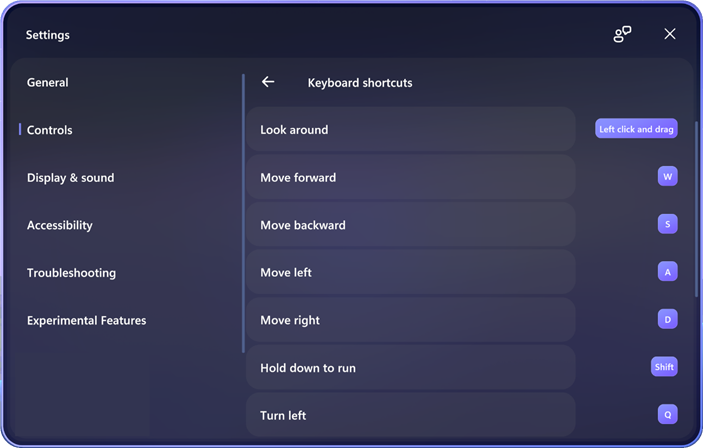 Settings
General
Controls
Display & sound
Accessibility
Troubleshooting
Experimental Features
Keyboard shortcuts
Look around Left click and drag
Move forward W
Move backward S
Move left A
Move right D
Hold down to run Shift
Turn left Q